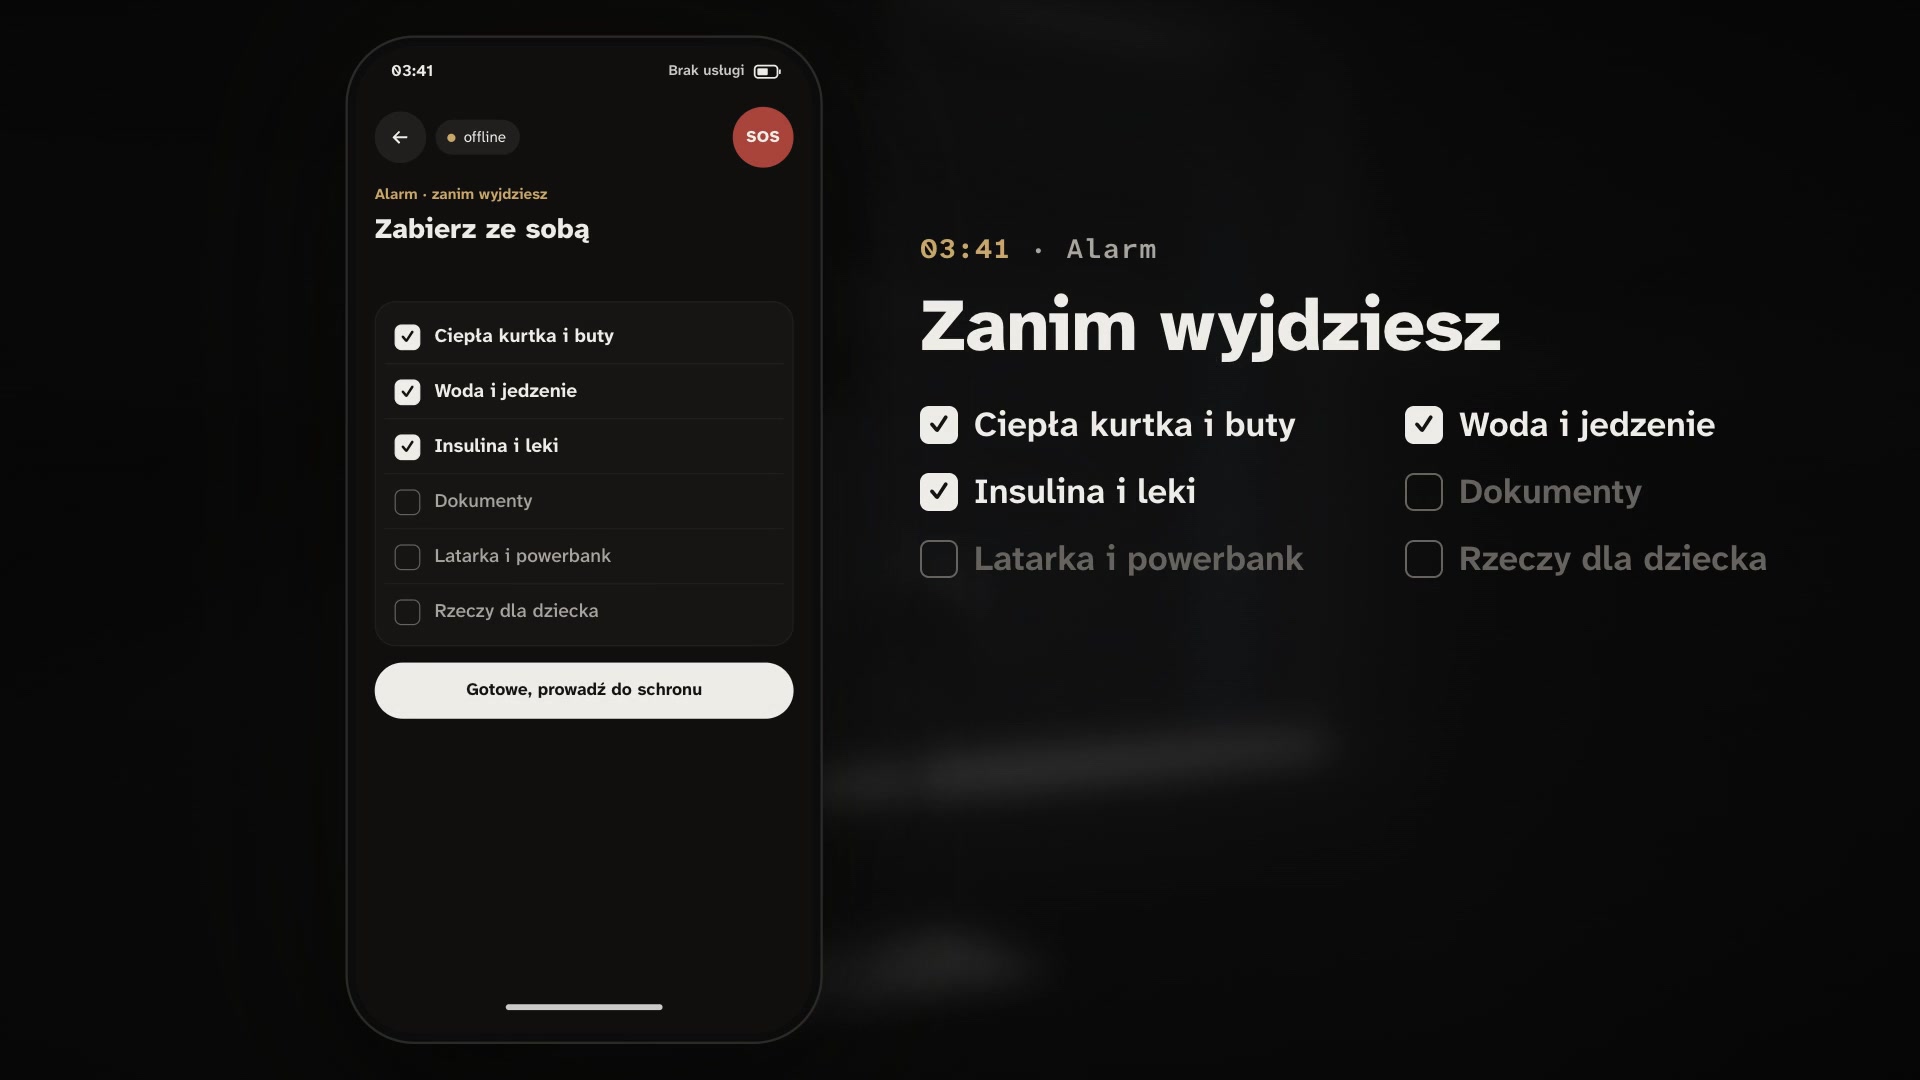 03:41
Brak usługi
offline
SOS
Alarm · zanim wyjdziesz
Zabierz ze sobą
Ciepła kurtka i buty
Woda i jedzenie
Insulina i leki
Dokumenty
Latarka i powerbank
Rzeczy dla dziecka
Gotowe, prowadź do schronu
03:41 · Alarm
Zanim wyjdziesz
Ciepła kurtka i buty
Woda i jedzenie
Insulina i leki
Dokumenty
Latarka i powerbank
Rzeczy dla dziecka